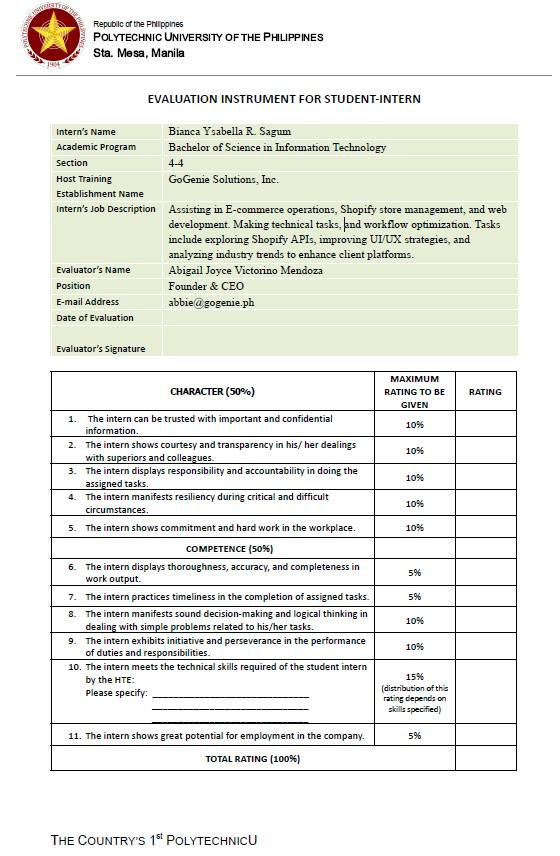 POLYTECHNIC UNIVERSITY OF THE PHILIPPINES
1904
Republic of the Philippines
POLYTECHNIC UNIVERSITY OF THE PHILIPPINES
Sta. Mesa, Manila
EVALUATION INSTRUMENT FOR STUDENT-INTERN
Intern's Name Bianca Ysabella R. Sagum
Academic Program Bachelor of Science in Information Technology
Section 4-4
Host Training GoGenie Solutions, Inc.
Establishment Name
Intern's Job Description Assisting in E-commerce operations, Shopify store management, and web
development. Making technical tasks, and workflow optimization. Tasks
include exploring Shopify APIs, improving UI/UX strategies, and
analyzing industry trends to enhance client platforms.
Evaluator's Name Abigail Joyce Victorino Mendoza
Position Founder & CEO
E-mail Address abbie@gogenie.ph
Date of Evaluation
Evaluator's Signature
CHARACTER (50%)
MAXIMUM
RATING TO BE
GIVEN
RATING
1. The intern can be trusted with important and confidential
information.
10%
2. The intern shows courtesy and transparency in his/ her dealings
with superiors and colleagues.
10%
3. The intern displays responsibility and accountability in doing the
assigned tasks.
10%
4. The intern manifests resiliency during critical and difficult
circumstances.
10%
5. The intern shows commitment and hard work in the workplace.
10%
COMPETENCE (50%)
6. The intern displays thoroughness, accuracy, and completeness in
work output.
5%
7. The intern practices timeliness in the completion of assigned tasks.
5%
8. The intern manifests sound decision-making and logical thinking in
dealing with simple problems related to his/her tasks.
10%
9. The intern exhibits initiative and perseverance in the performance
of duties and responsibilities.
10%
10. The intern meets the technical skills required of the student intern
by the HTE:
Please specify:
15%
(distribution of this
rating depends on
skills specified)
11. The intern shows great potential for employment in the company.
5%
TOTAL RATING (100%)
THE COUNTRY'S 1st POLYTECHNICU